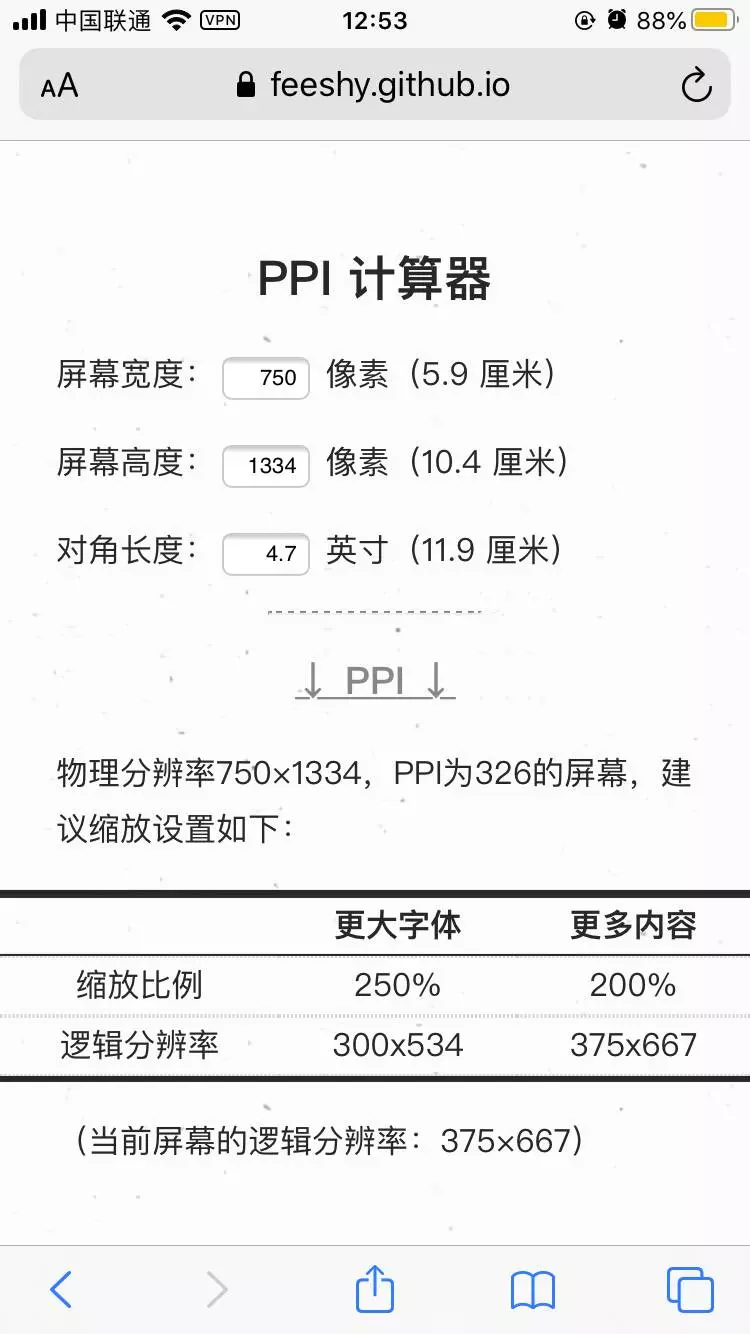 中国联通 VPN 12:53 88%
AA feeshy.github.io
PPI 计算器
屏幕宽度： 750 像素（5.9 厘米）
屏幕高度： 1334 像素（10.4 厘米）
对角长度： 4.7 英寸（11.9 厘米）
↓ PPI ↓
物理分辨率750×1334，PPI为326的屏幕，建
议缩放设置如下：
更大字体 更多内容
缩放比例 250% 200%
逻辑分辨率 300x534 375x667
（当前屏幕的逻辑分辨率：375×667）